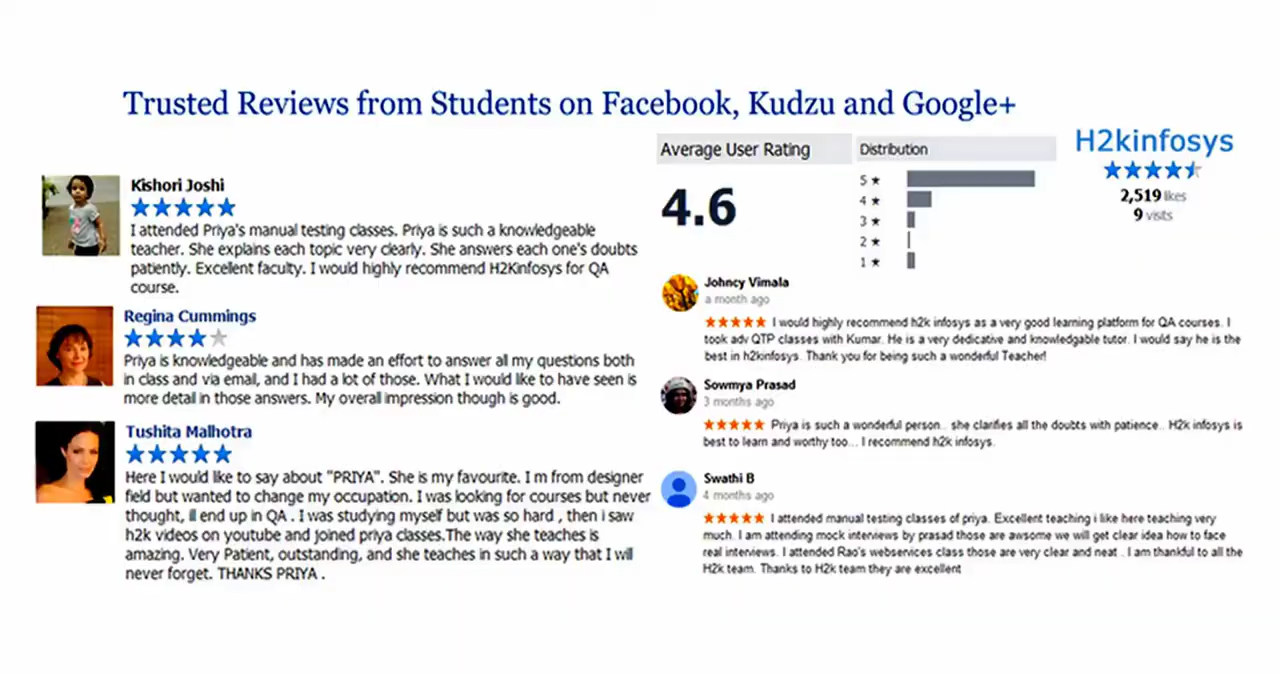 Trusted Reviews from Students on Facebook, Kudzu and Google+
Kishori Joshi
I attended Priya's manual testing classes. Priya is such a knowledgeable
teacher. She explains each topic very clearly. She answers each one's doubts
patiently. Excellent faculty. I would highly recommend H2Kinfosys for QA
course.
Regina Cummings
Priya is knowledgeable and has made an effort to answer all my questions both
in class and via email, and I had a lot of those. What I would like to have seen is
more detail in those answers. My overall impression though is good.
Tushita Malhotra
Here I would like to say about "PRIYA". She is my favourite. I m from designer
field but wanted to change my occupation. I was looking for courses but never
thought, ill end up in QA . I was studying myself but was so hard , then i saw
h2k videos on youtube and joined priya classes.The way she teaches is
amazing. Very Patient, outstanding, and she teaches in such a way that I will
never forget. THANKS PRIYA .
Average User Rating
4.6
Distribution
5 ★
4 ★
3 ★
2 ★
1 ★
H2kinfosys
2,519 likes
9 visits
Johncy Vimala
a month ago
I would highly recommend h2k infosys as a very good learning platform for QA courses. I
took adv QTP classes with Kumar. He is a very dedicative and knowledgable tutor. I would say he is the
best in h2kinfosys. Thank you for being such a wonderful Teacher!
Sowmya Prasad
3 months ago
Priya is such a wonderful person.. she clarifies all the doubts with patience.. H2k infosys is
best to learn and worthy too... I recommend h2k infosys.
Swathi B
4 months ago
I attended manual testing classes of priya. Excellent teaching i like here teaching very
much. I am attending mock interviews by prasad those are awsome we will get clear idea how to face
real interviews. I attended Rao's webservices class those are very clear and neat . I am thankful to all the
H2k team. Thanks to H2k team they are excellent